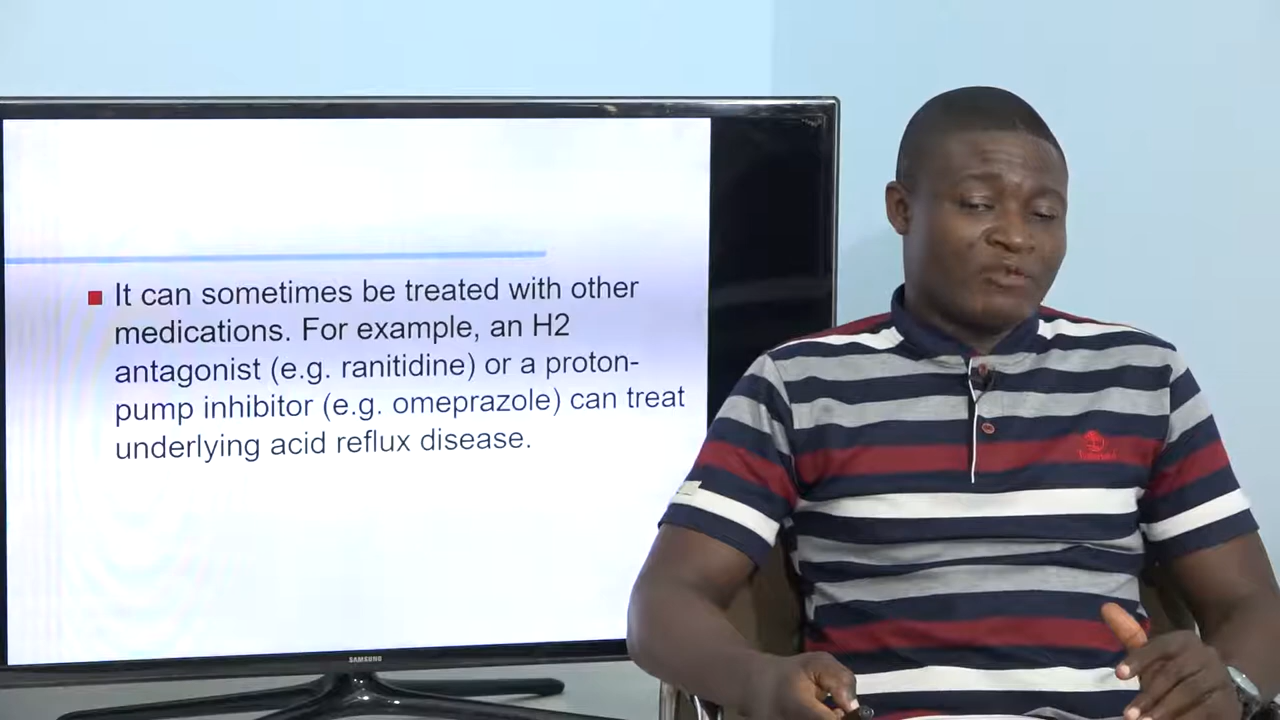 It can sometimes be treated with other
medications. For example, an H2
antagonist (e.g. ranitidine) or a proton-
pump inhibitor (e.g. omeprazole) can treat
underlying acid reflux disease.
SAMSUNG